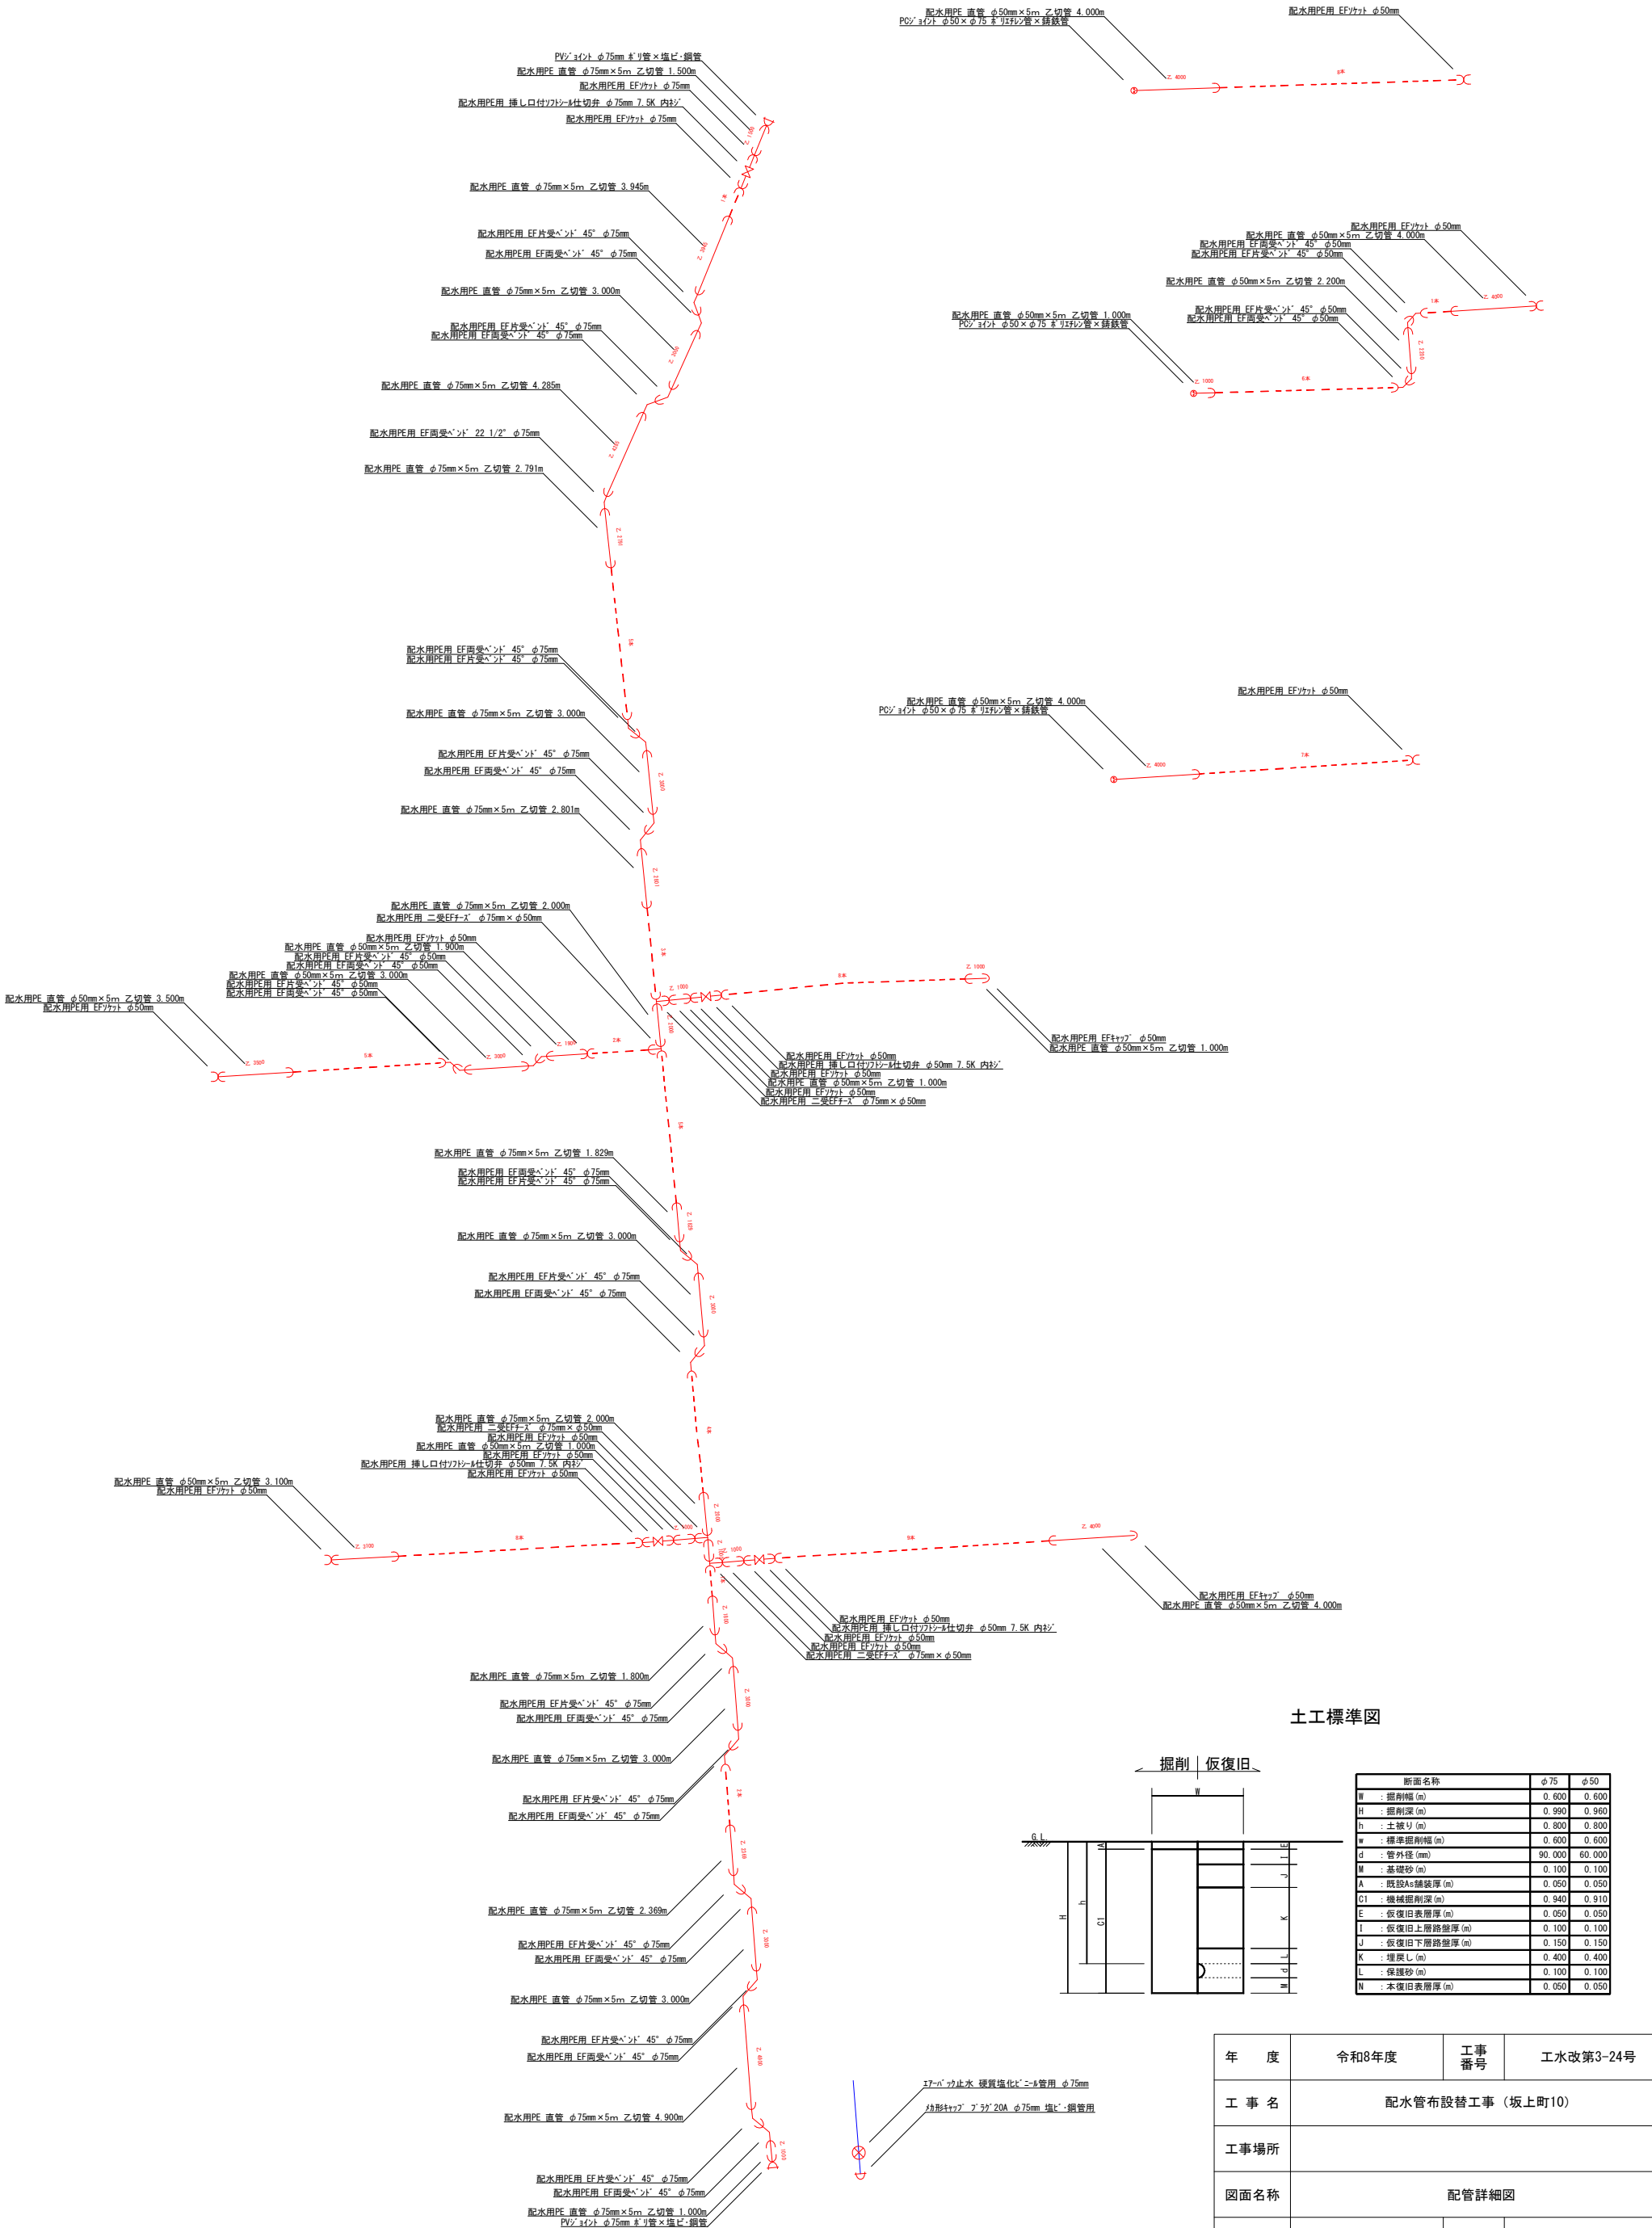 配水用PE 直管 φ50mm×5m 乙切管 4.000m
PCｼﾞｮｲﾝﾄ φ50×φ75 ﾎﾟﾘｴﾁﾚﾝ管×鋳鉄管
配水用PE用 EFｿｹｯﾄ φ50mm
乙 4000
8本
PVｼﾞｮｲﾝﾄ φ75mm ﾎﾟﾘ管×塩ﾋﾞ･鋼管
配水用PE 直管 φ75mm×5m 乙切管 1.500m
配水用PE用 EFｿｹｯﾄ φ75mm
配水用PE用 挿し口付ｿﾌﾄｼｰﾙ仕切弁 φ75mm 7.5K 内ﾈｼﾞ
配水用PE用 EFｿｹｯﾄ φ75mm
乙 1500
1本
配水用PE 直管 φ75mm×5m 乙切管 3.945m
配水用PE用 EF片受ﾍﾞﾝﾄﾞ 45° φ75mm
配水用PE用 EF両受ﾍﾞﾝﾄﾞ 45° φ75mm
配水用PE 直管 φ75mm×5m 乙切管 3.000m
乙 3000
配水用PE用 EF片受ﾍﾞﾝﾄﾞ 45° φ75mm
配水用PE用 EF両受ﾍﾞﾝﾄﾞ 45° φ75mm
配水用PE 直管 φ75mm×5m 乙切管 4.285m
配水用PE用 EF両受ﾍﾞﾝﾄﾞ 22 1/2° φ75mm
配水用PE 直管 φ75mm×5m 乙切管 2.791m
乙 2791
5本
配水用PE用 EFｿｹｯﾄ φ50mm
配水用PE 直管 φ50mm×5m 乙切管 4.000m
配水用PE用 EF両受ﾍﾞﾝﾄﾞ 45° φ50mm
配水用PE用 EF片受ﾍﾞﾝﾄﾞ 45° φ50mm
配水用PE 直管 φ50mm×5m 乙切管 2.200m
配水用PE用 EF片受ﾍﾞﾝﾄﾞ 45° φ50mm
配水用PE用 EF両受ﾍﾞﾝﾄﾞ 45° φ50mm
配水用PE 直管 φ50mm×5m 乙切管 1.000m
PCｼﾞｮｲﾝﾄ φ50×φ75 ﾎﾟﾘｴﾁﾚﾝ管×鋳鉄管
1本
乙 4000
乙 2200
乙 1000
6本
配水用PE用 EF両受ﾍﾞﾝﾄﾞ 45° φ75mm
配水用PE用 EF片受ﾍﾞﾝﾄﾞ 45° φ75mm
配水用PE 直管 φ75mm×5m 乙切管 3.000m
乙 3000
配水用PE用 EF片受ﾍﾞﾝﾄﾞ 45° φ75mm
配水用PE用 EF両受ﾍﾞﾝﾄﾞ 45° φ75mm
配水用PE 直管 φ75mm×5m 乙切管 2.801m
乙 2801
配水用PE 直管 φ50mm×5m 乙切管 4.000m
PCｼﾞｮｲﾝﾄ φ50×φ75 ﾎﾟﾘｴﾁﾚﾝ管×鋳鉄管
配水用PE用 EFｿｹｯﾄ φ50mm
乙 4000
7本
配水用PE 直管 φ75mm×5m 乙切管 2.000m
配水用PE用 二受EFﾁｰｽﾞ φ75mm×φ50mm
配水用PE用 EFｿｹｯﾄ φ50mm
配水用PE 直管 φ50mm×5m 乙切管 1.900m
配水用PE用 EF片受ﾍﾞﾝﾄﾞ 45° φ50mm
配水用PE用 EF両受ﾍﾞﾝﾄﾞ 45° φ50mm
配水用PE 直管 φ50mm×5m 乙切管 3.000m
配水用PE用 EF片受ﾍﾞﾝﾄﾞ 45° φ50mm
配水用PE用 EF両受ﾍﾞﾝﾄﾞ 45° φ50mm
配水用PE 直管 φ50mm×5m 乙切管 3.500m
配水用PE用 EFｿｹｯﾄ φ50mm
乙 3500
5本
乙 3000
乙 1900
2本
乙 2000
乙 1000
6本
乙 1000
配水用PE用 EFｷｬｯﾌﾟ φ50mm
配水用PE 直管 φ50mm×5m 乙切管 1.000m
配水用PE用 EFｿｹｯﾄ φ50mm
配水用PE用 挿し口付ｿﾌﾄｼｰﾙ仕切弁 φ50mm 7.5K 内ﾈｼﾞ
配水用PE用 EFｿｹｯﾄ φ50mm
配水用PE 直管 φ50mm×5m 乙切管 1.000m
配水用PE用 EFｿｹｯﾄ φ50mm
配水用PE用 二受EFﾁｰｽﾞ φ75mm×φ50mm
5本
配水用PE 直管 φ75mm×5m 乙切管 1.829m
配水用PE用 EF両受ﾍﾞﾝﾄﾞ 45° φ75mm
配水用PE用 EF片受ﾍﾞﾝﾄﾞ 45° φ75mm
乙 1829
配水用PE 直管 φ75mm×5m 乙切管 3.000m
乙 3000
配水用PE用 EF片受ﾍﾞﾝﾄﾞ 45° φ75mm
配水用PE用 EF両受ﾍﾞﾝﾄﾞ 45° φ75mm
配水用PE 直管 φ75mm×5m 乙切管 2.000m
配水用PE用 二受EFﾁｰｽﾞ φ75mm×φ50mm
配水用PE用 EFｿｹｯﾄ φ50mm
配水用PE 直管 φ50mm×5m 乙切管 1.000m
配水用PE用 EFｿｹｯﾄ φ50mm
配水用PE用 挿し口付ｿﾌﾄｼｰﾙ仕切弁 φ50mm 7.5K 内ﾈｼﾞ
配水用PE用 EFｿｹｯﾄ φ50mm
配水用PE 直管 φ50mm×5m 乙切管 3.100m
配水用PE用 EFｿｹｯﾄ φ50mm
乙 2000
9本
乙 4000
配水用PE用 EFｷｬｯﾌﾟ φ50mm
配水用PE 直管 φ50mm×5m 乙切管 4.000m
配水用PE用 EFｿｹｯﾄ φ50mm
配水用PE用 挿し口付ｿﾌﾄｼｰﾙ仕切弁 φ50mm 7.5K 内ﾈｼﾞ
配水用PE用 EFｿｹｯﾄ φ50mm
配水用PE用 EFｿｹｯﾄ φ50mm
配水用PE用 二受EFﾁｰｽﾞ φ75mm×φ50mm
配水用PE 直管 φ75mm×5m 乙切管 1.800m
配水用PE用 EF片受ﾍﾞﾝﾄﾞ 45° φ75mm
配水用PE用 EF両受ﾍﾞﾝﾄﾞ 45° φ75mm
乙 3000
配水用PE 直管 φ75mm×5m 乙切管 3.000m
配水用PE用 EF片受ﾍﾞﾝﾄﾞ 45° φ75mm
配水用PE用 EF両受ﾍﾞﾝﾄﾞ 45° φ75mm
乙 2369
配水用PE 直管 φ75mm×5m 乙切管 2.369m
配水用PE用 EF片受ﾍﾞﾝﾄﾞ 45° φ75mm
配水用PE用 EF両受ﾍﾞﾝﾄﾞ 45° φ75mm
乙 3000
配水用PE 直管 φ75mm×5m 乙切管 3.000m
配水用PE用 EF片受ﾍﾞﾝﾄﾞ 45° φ75mm
配水用PE用 EF両受ﾍﾞﾝﾄﾞ 45° φ75mm
乙 4900
配水用PE 直管 φ75mm×5m 乙切管 4.900m
配水用PE用 EF片受ﾍﾞﾝﾄﾞ 45° φ75mm
配水用PE用 EF両受ﾍﾞﾝﾄﾞ 45° φ75mm
配水用PE 直管 φ75mm×5m 乙切管 1.000m
PVｼﾞｮｲﾝﾄ φ75mm ﾎﾟﾘ管×塩ﾋﾞ･鋼管
乙 1000
ｴｱｰﾊﾞｯｸ止水 硬質塩化ﾋﾞﾆｰﾙ管用 φ75mm
ﾒｶ形ｷｬｯﾌﾟ ﾌﾟﾗｸﾞ20A φ75mm 塩ﾋﾞ･鋼管用
土工標準図
掘削 仮復旧
W
G.L.
A
H
h
C1
E
I
J
K
L
d
M
断面名称 φ75 φ50
W : 掘削幅(m) 0.600 0.600
H : 掘削深(m) 0.990 0.960
h : 土被り(m) 0.800 0.800
w : 標準掘削幅(m) 0.600 0.600
d : 管外径(mm) 90.000 60.000
M : 基礎砂(m) 0.100 0.100
A : 既設As舗装厚(m) 0.050 0.050
C1 : 機械掘削深(m) 0.940 0.910
E : 仮復旧表層厚(m) 0.050 0.050
I : 仮復旧上層路盤厚(m) 0.100 0.100
J : 仮復旧下層路盤厚(m) 0.150 0.150
K : 埋戻し(m) 0.400 0.400
L : 保護砂(m) 0.100 0.100
N : 本復旧表層厚(m) 0.050 0.050
年 度 令和8年度 工事番号 工水改第3-24号
工 事 名 配水管布設替工事（坂上町10）
工事場所
図面名称 配管詳細図